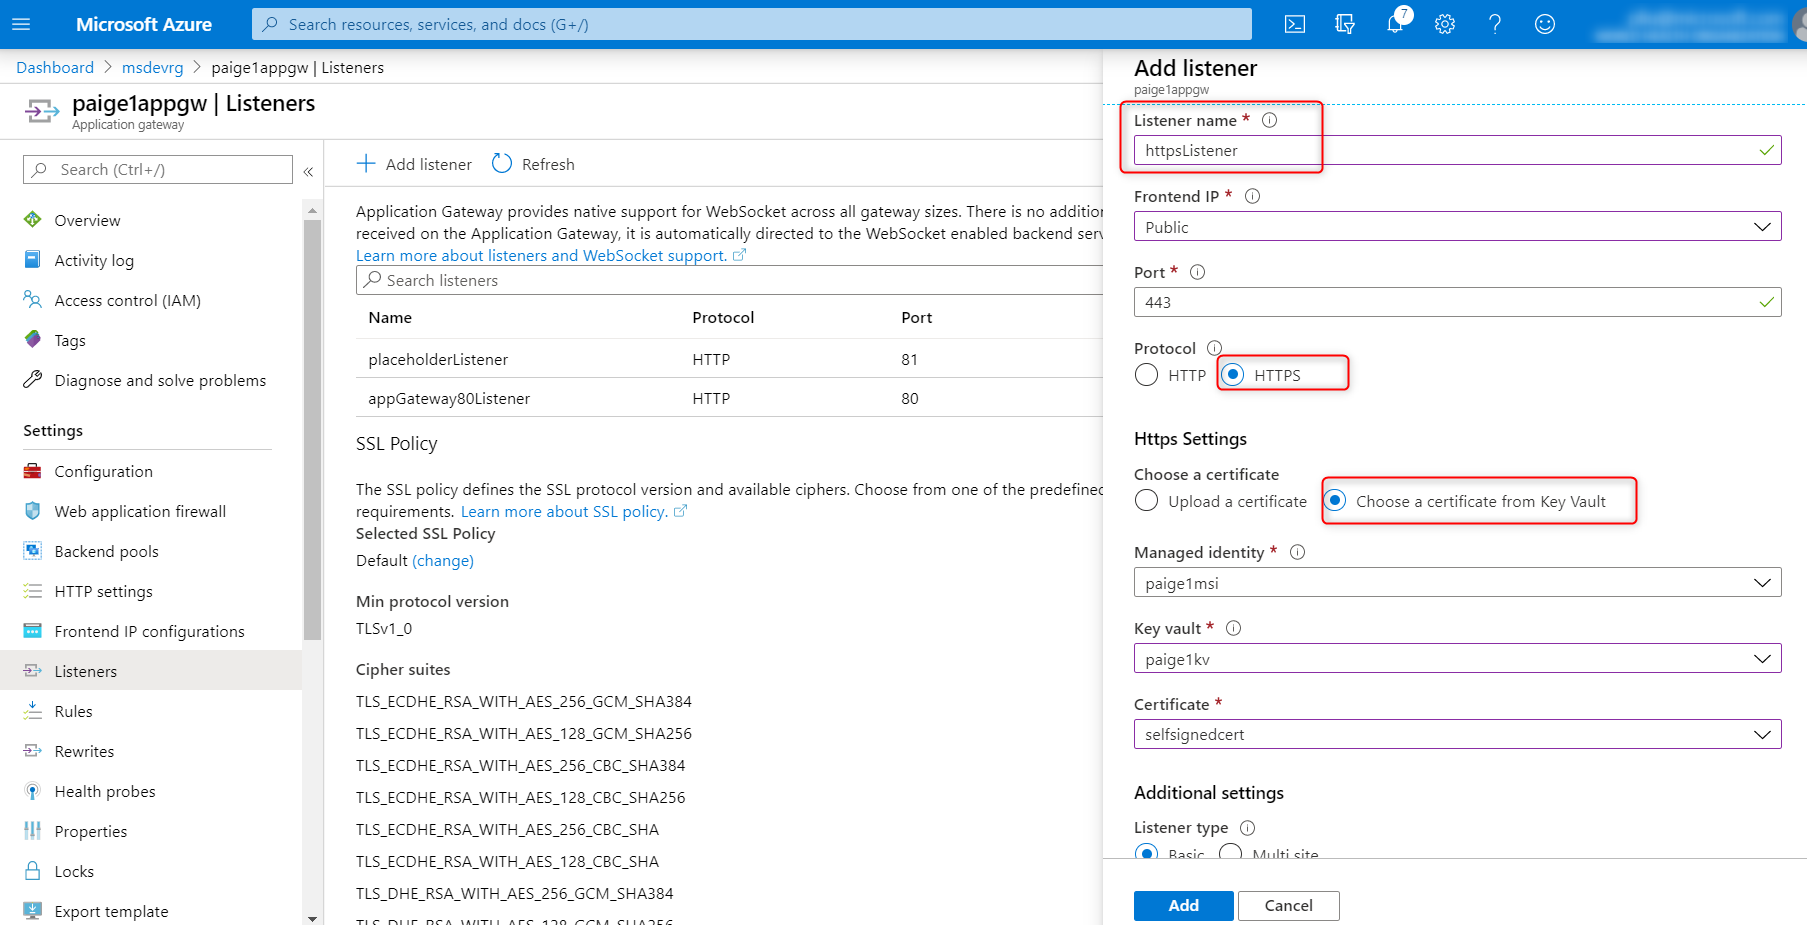 Microsoft Azure
Search resources, services, and docs (G+/)
7
Dashboard > msdevrg > paige1appgw | Listeners
paige1appgw | Listeners
Application gateway
Search (Ctrl+/)
«
Overview
Activity log
Access control (IAM)
Tags
Diagnose and solve problems
Settings
Configuration
Web application firewall
Backend pools
HTTP settings
Frontend IP configurations
Listeners
Rules
Rewrites
Health probes
Properties
Locks
Export template
Add listener
Refresh
Application Gateway provides native support for WebSocket across all gateway sizes. There is no addition
received on the Application Gateway, it is automatically directed to the WebSocket enabled backend serv
Learn more about listeners and WebSocket support.
Search listeners
Name Protocol Port
placeholderListener HTTP 81
appGateway80Listener HTTP 80
SSL Policy
The SSL policy defines the SSL protocol version and available ciphers. Choose from one of the predefined
requirements. Learn more about SSL policy.
Selected SSL Policy
Default (change)
Min protocol version
TLSv1_0
Cipher suites
TLS_ECDHE_RSA_WITH_AES_256_GCM_SHA384
TLS_ECDHE_RSA_WITH_AES_128_GCM_SHA256
TLS_ECDHE_RSA_WITH_AES_256_CBC_SHA384
TLS_ECDHE_RSA_WITH_AES_128_CBC_SHA256
TLS_ECDHE_RSA_WITH_AES_256_CBC_SHA
TLS_ECDHE_RSA_WITH_AES_128_CBC_SHA
TLS_DHE_RSA_WITH_AES_256_GCM_SHA384
TLS_DHE_RSA_WITH_AES_128_GCM_SHA256
Add listener
paige1appgw
Listener name *
httpsListener
Frontend IP *
Public
Port *
443
Protocol
HTTP HTTPS
Https Settings
Choose a certificate
Upload a certificate Choose a certificate from Key Vault
Managed identity *
paige1msi
Key vault *
paige1kv
Certificate *
selfsignedcert
Additional settings
Listener type
Basic Multi site
Add Cancel